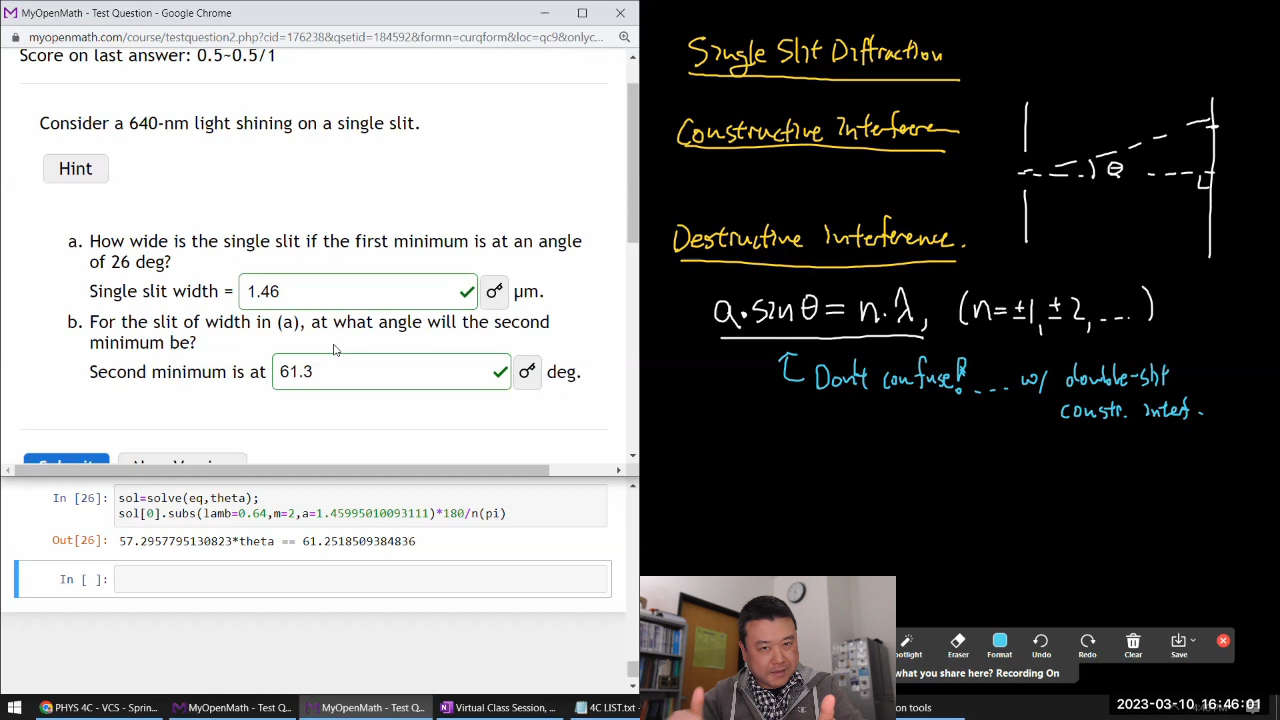 MyOpenMath - Test Question - Google Chrome
myopenmath.com/course/testquestion2.php?cid=176238&qsetid=184592&formn=curqform&loc=qc9&onlyc...
Score on last answer: 0.5~0.5/1
Consider a 640-nm light shining on a single slit.
Hint
a. How wide is the single slit if the first minimum is at an angle
of 26 deg?
Single slit width = 1.46 μm.
b. For the slit of width in (a), at what angle will the second
minimum be?
Second minimum is at 61.3 deg.
In [26]: sol=solve(eq,theta);
sol[0].subs(lamb=0.64,m=2,a=1.45995010093111)*180/n(pi)
Out[26]: 57.2957795130823*theta == 61.2518509384836
In [ ]:
Single Slit Diffraction
Constructive Interferen
θ
L
Destructive interference.
a·sinθ = n·λ, (n=±1, ±2, ...)
Don't confuse! ... w/ double-slit
constr. interf.
potlight
Eraser
Format
Undo
Redo
Clear
Save
what you share here? Recording On
PHYS 4C - VCS - Sprin...
MyOpenMath - Test Q...
MyOpenMath - Test Q...
Virtual Class Session, ...
4C LIST.txt
on tools
2023-03-10 16:46:01